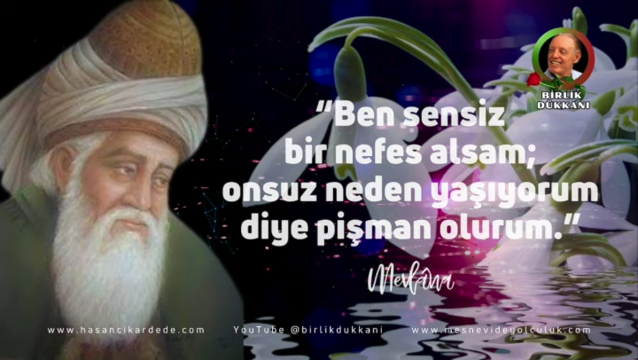 BİRLİK
DÜKKANI
“Ben şensiz
bir nefes alsam;
onsuz neden yaşıyorum
diye pişman olurum.”
Mevlâna
www.hasancikardede.com YouTube @birlikdukkani www.mesnevideyolculuk.com